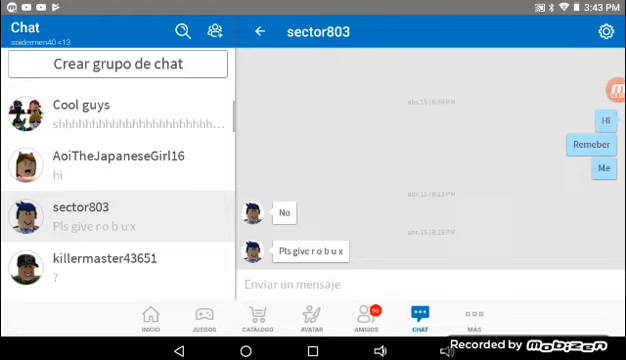 3:43 PM
Chat
Crear grupo de chat
Cool guys
AoiTheJapaneseGirl16
hi
sector803
Pls give r o b u x
killermaster43651
?
sector803
Hi
Remeber
Me
No
Pls give r o b u x
Enviar un mensaje
INICIO
JUEGOS
CATÁLOGO
AVATAR
99
AMIGOS
CHAT
MÁS
Recorded by mobizen